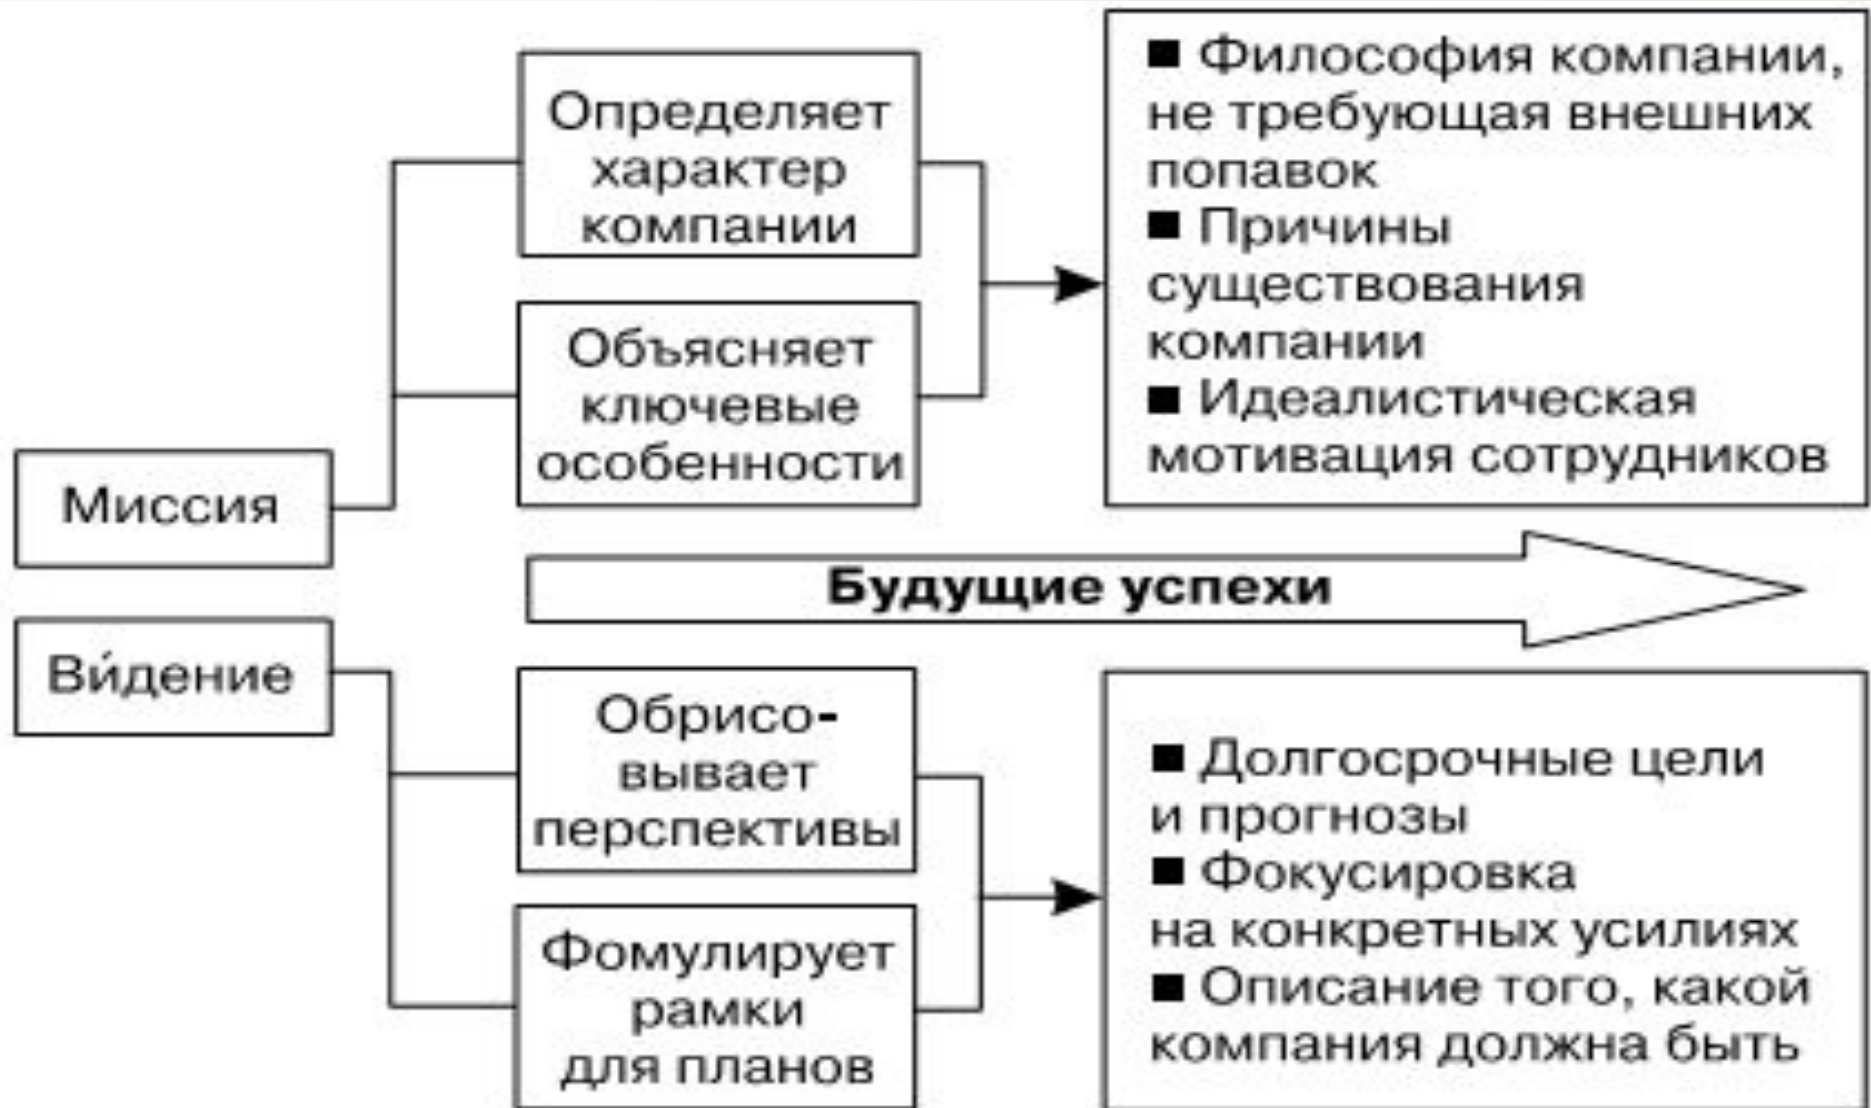 Миссия
Определяет
характер
компании
Объясняет
ключевые
особенности
■ Философия компании,
не требующая внешних
попавок
■ Причины
существования
компании
■ Идеалистическая
мотивация сотрудников
Будущие успехи
Ви́дение
Обрисо-
вывает
перспективы
Фомулирует
рамки
для планов
■ Долгосрочные цели
и прогнозы
■ Фокусировка
на конкретных усилиях
■ Описание того, какой
компания должна быть